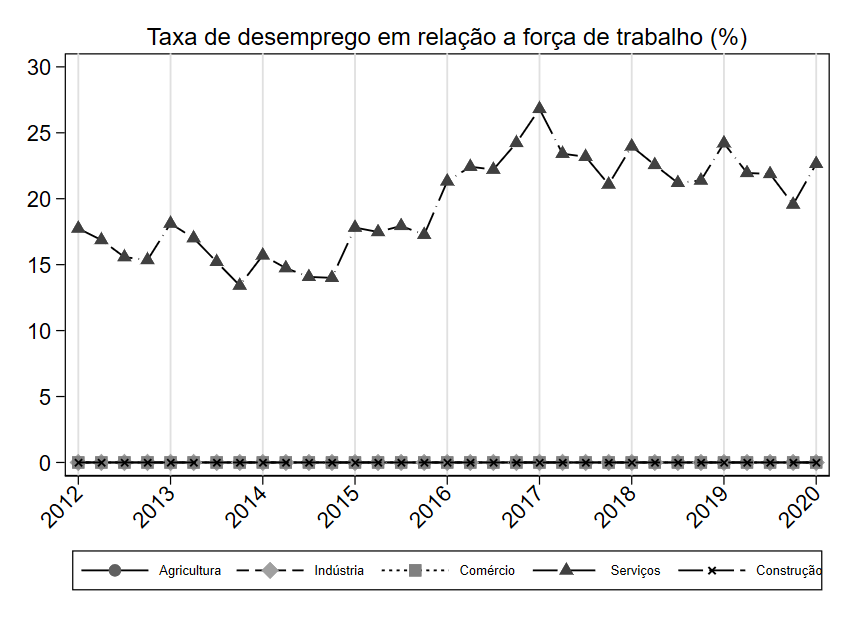 Taxa de desemprego em relação a força de trabalho (%)
30
25
20
15
10
5
0
2012 2013 2014 2015 2016 2017 2018 2019 2020
Agricultura Indústria Comércio Serviços Construção